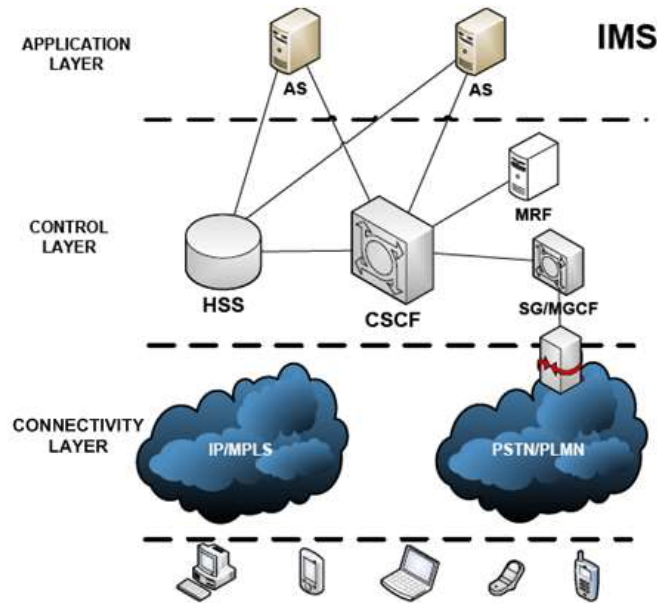 APPLICATION
LAYER
IMS
AS
AS
MRF
CONTROL
LAYER
HSS
CSCF
SG/MGCF
CONNECTIVITY
LAYER
IP/MPLS
PSTN/PLMN